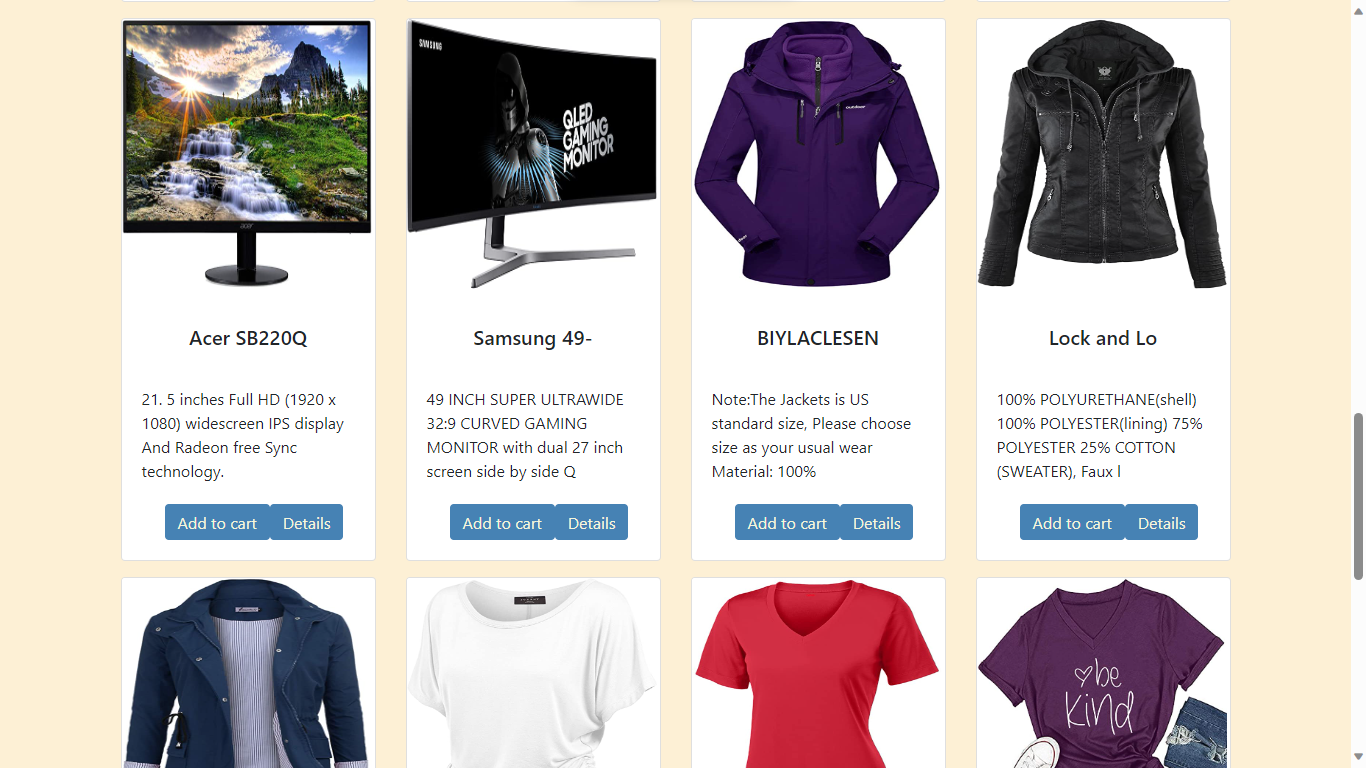 SAMSUNG
QLED
GAMING
MONITOR
acer
outdoor
Acer SB220Q
Samsung 49-
BIYLACLESEN
Lock and Lo
21. 5 inches Full HD (1920 x
1080) widescreen IPS display
And Radeon free Sync
technology.
49 INCH SUPER ULTRAWIDE
32:9 CURVED GAMING
MONITOR with dual 27 inch
screen side by side Q
Note:The Jackets is US
standard size, Please choose
size as your usual wear
Material: 100%
100% POLYURETHANE(shell)
100% POLYESTER(lining) 75%
POLYESTER 25% COTTON
(SWEATER), Faux l
Add to cart Details
Add to cart Details
Add to cart Details
Add to cart Details
be
kind